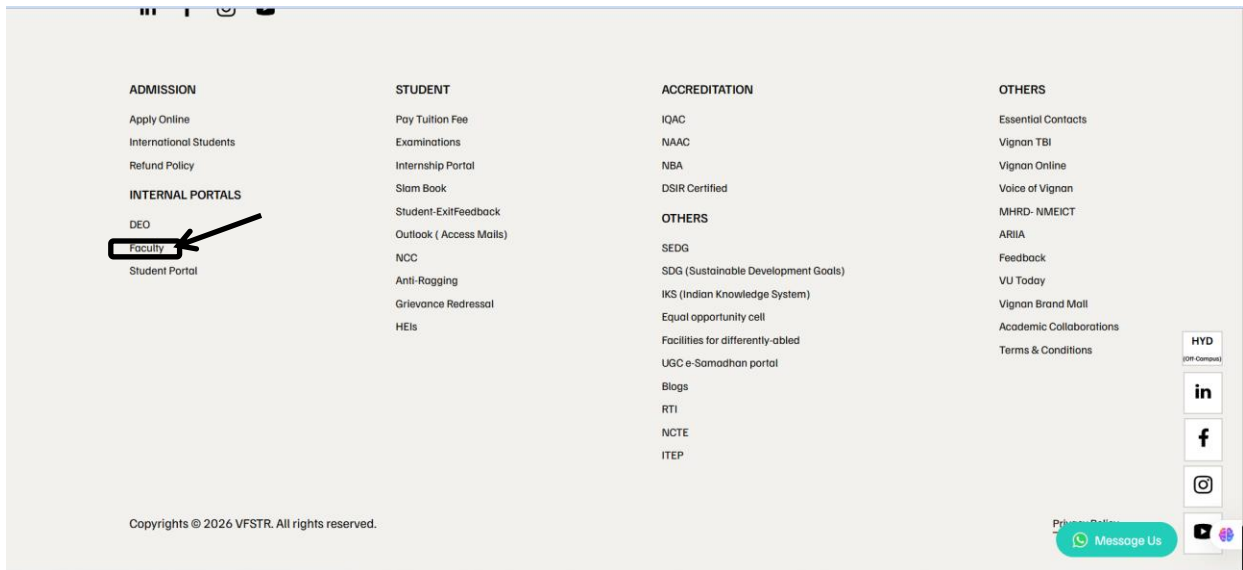 ADMISSION
Apply Online
International Students
Refund Policy
INTERNAL PORTALS
DEO
Faculty
Student Portal
STUDENT
Pay Tuition Fee
Examinations
Internship Portal
Slam Book
Student-ExitFeedback
Outlook ( Access Mails)
NCC
Anti-Ragging
Grievance Redressal
HEIs
ACCREDITATION
IQAC
NAAC
NBA
DSIR Certified
OTHERS
SEDG
SDG (Sustainable Development Goals)
IKS (Indian Knowledge System)
Equal opportunity cell
Facilities for differently-abled
UGC e-Samadhan portal
Blogs
RTI
NCTE
ITEP
OTHERS
Essential Contacts
Vignan TBI
Vignan Online
Voice of Vignan
MHRD- NMEICT
ARIIA
Feedback
VU Today
Vignan Brand Mall
Academic Collaborations
Terms & Conditions
HYD
(Off-Campus)
Copyrights © 2026 VFSTR. All rights reserved.
Privacy Policy
Message Us